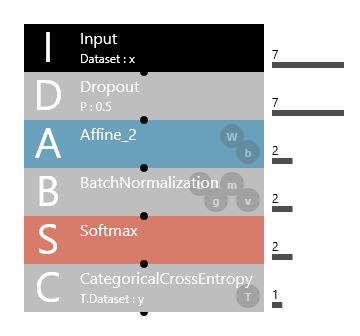 I Input 7
Dataset : x
D Dropout 7
P : 0.5
A Affine_2 W b 2
B BatchNormalization b m g v 2
S Softmax 2
C CategoricalCrossEntropy 1
T.Dataset : y T